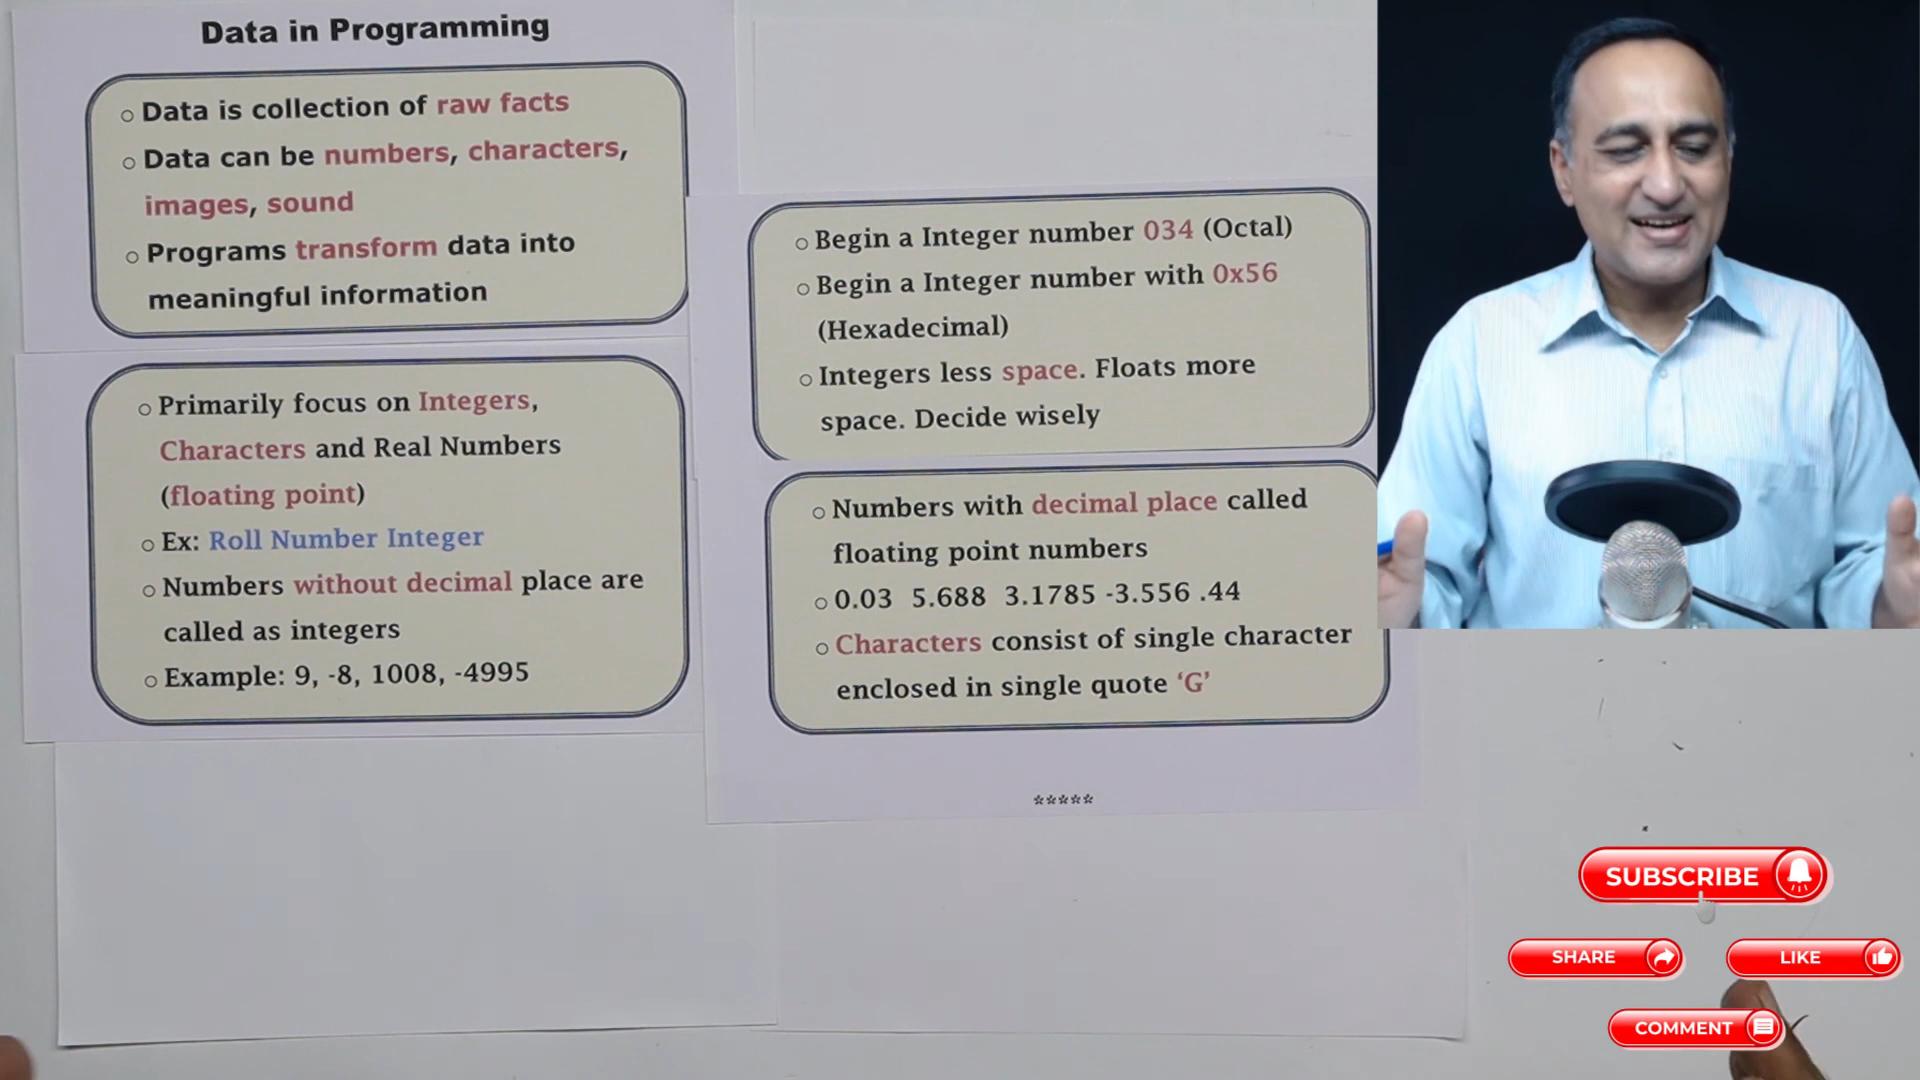 Data in Programming
Data is collection of raw facts
Data can be numbers, characters,
images, sound
Programs transform data into
meaningful information
Primarily focus on Integers,
Characters and Real Numbers
(floating point)
Ex: Roll Number Integer
Numbers without decimal place are
called as integers
Example: 9, -8, 1008, -4995
Begin a Integer number 034 (Octal)
Begin a Integer number with 0x56
(Hexadecimal)
Integers less space. Floats more
space. Decide wisely
Numbers with decimal place called
floating point numbers
0.03 5.688 3.1785 -3.556 .44
Characters consist of single character
enclosed in single quote ‘G’
*****
SUBSCRIBE
SHARE
LIKE
COMMENT